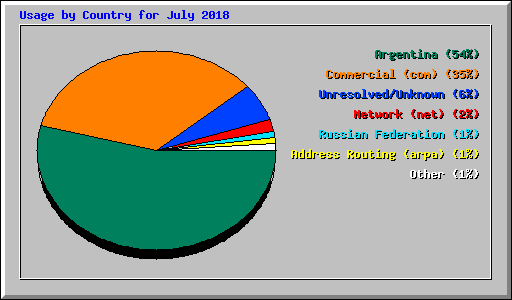 Usage by Country for July 2018
Argentina (54%)
Commercial (com) (35%)
Unresolved/Unknown (6%)
Network (net) (2%)
Russian Federation (1%)
Address Routing (arpa) (1%)
Other (1%)